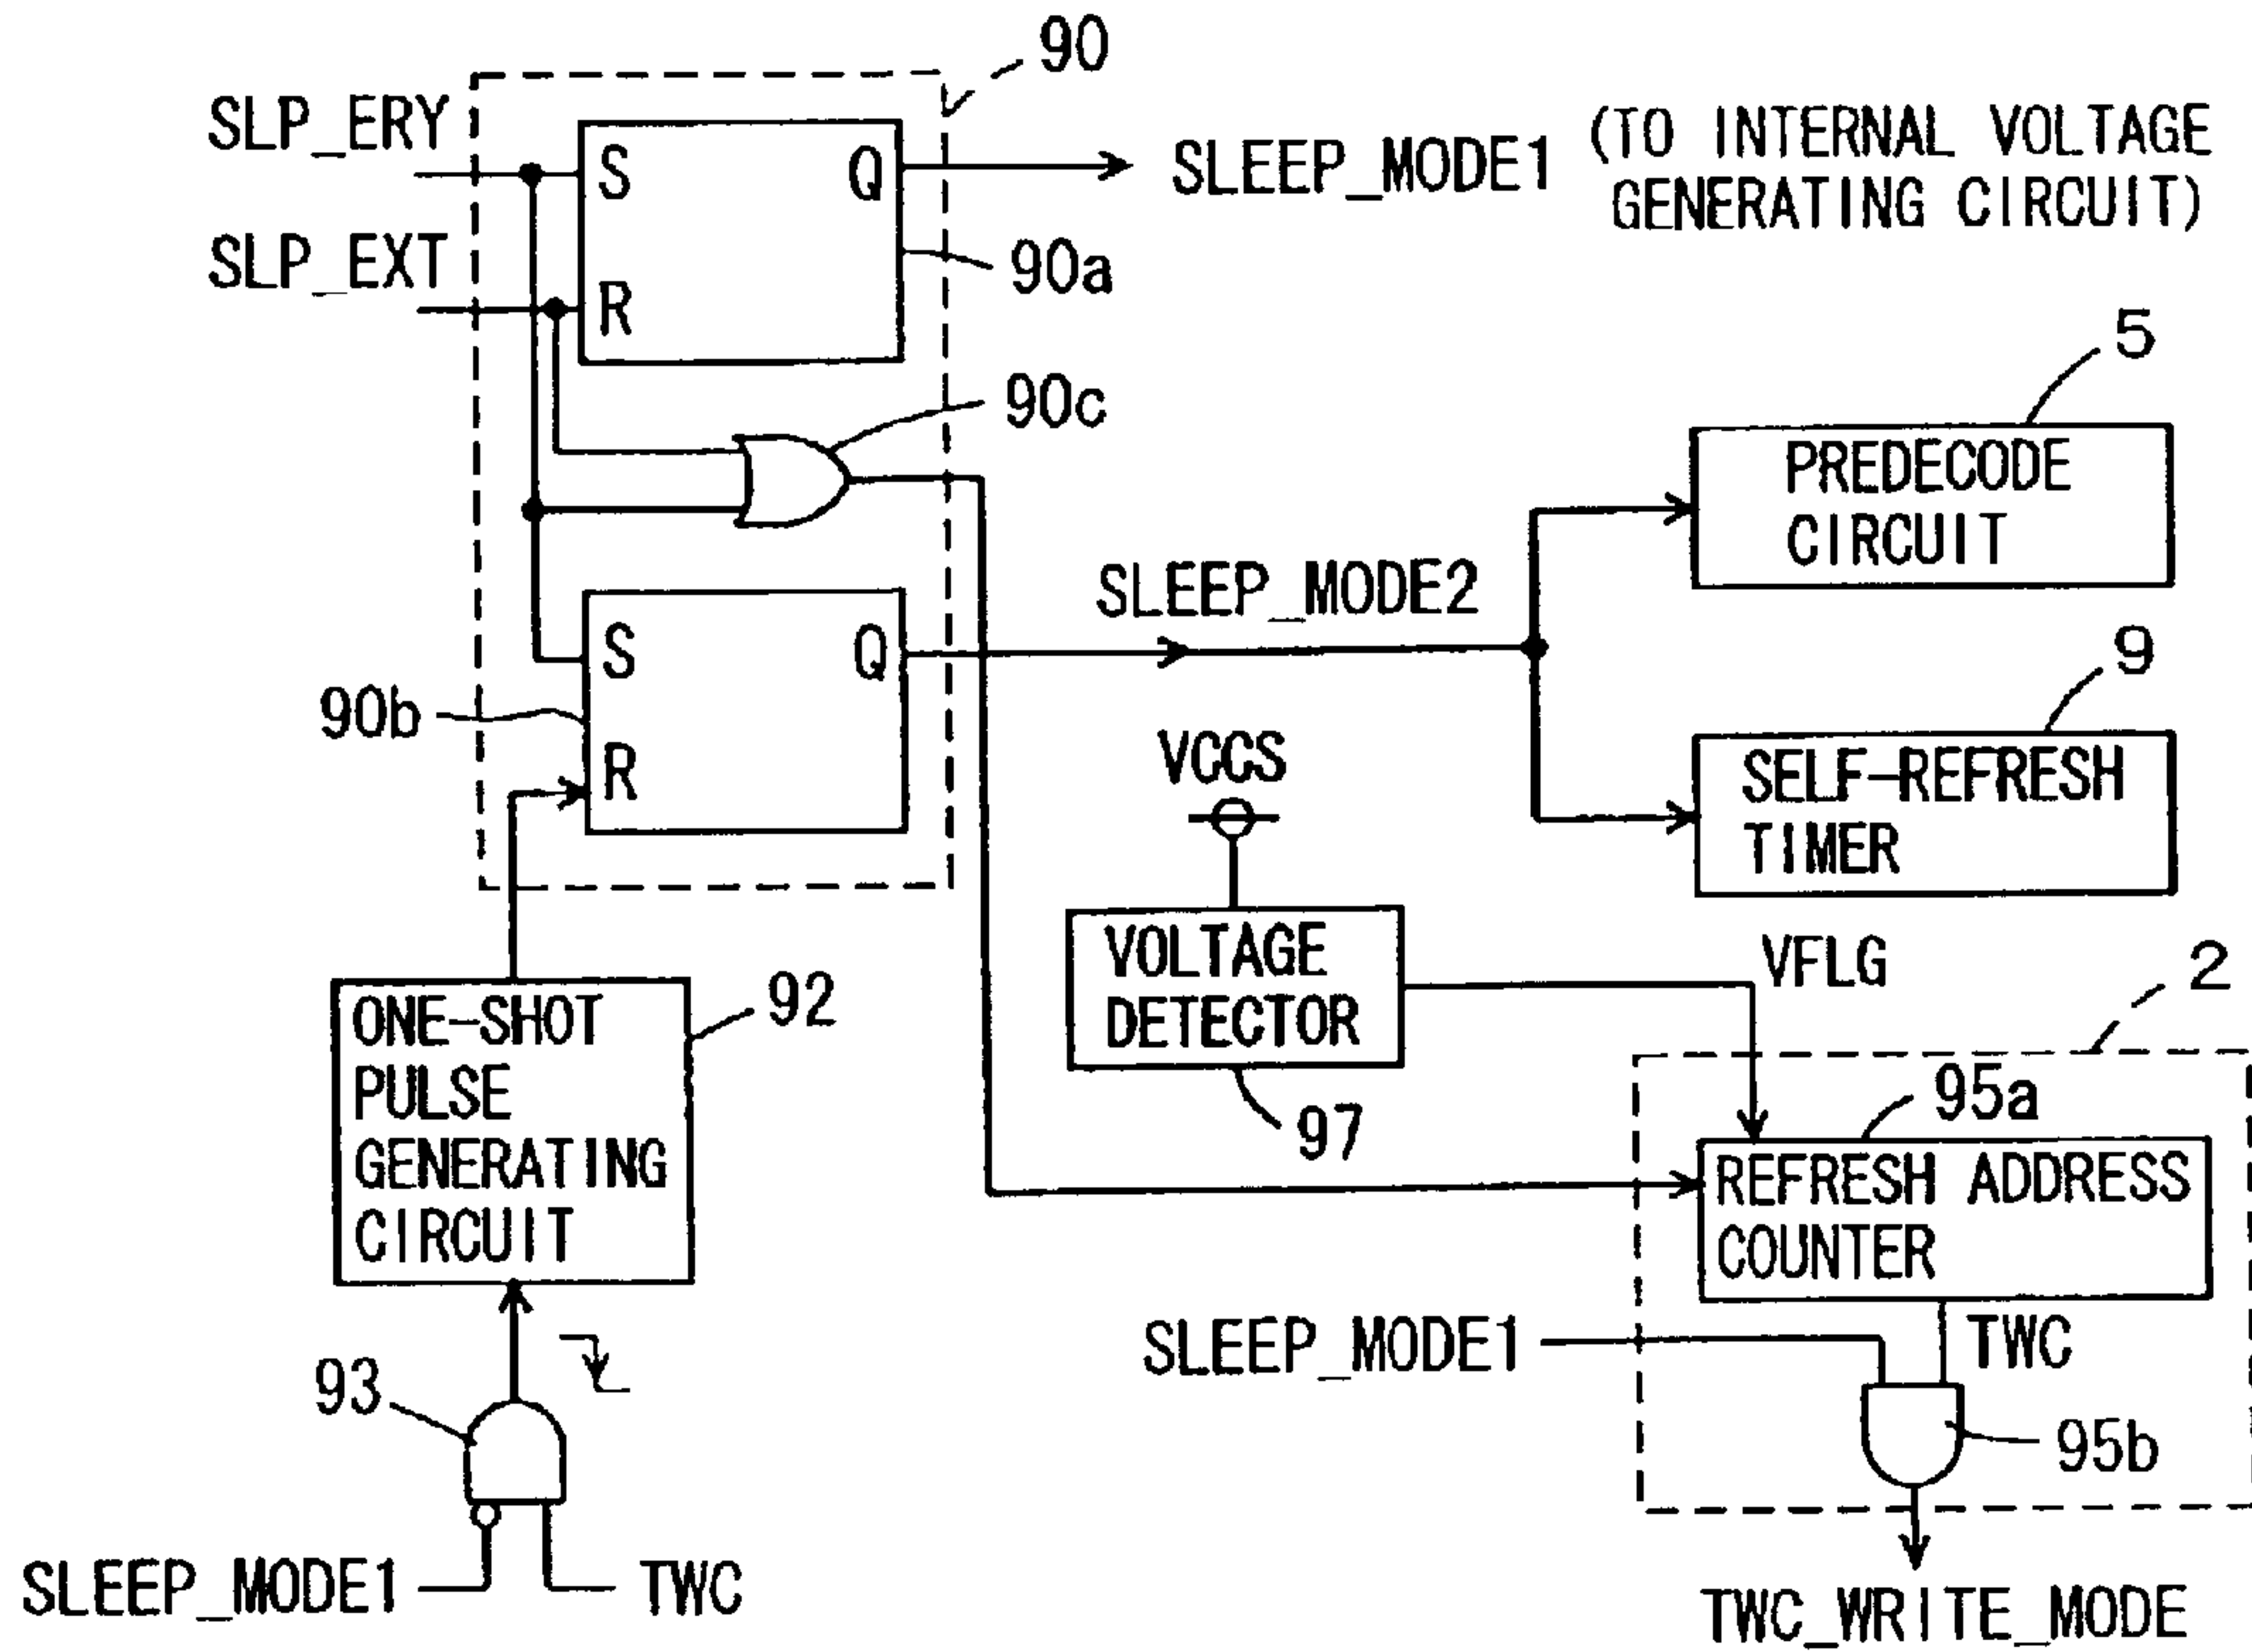 90
SLP_ERY
S
Q
SLEEP_MODE1
(TO INTERNAL VOLTAGE
GENERATING CIRCUIT)
SLP_EXT
R
90a
90c
5
PREDECODE
CIRCUIT
SLEEP_MODE2
S
Q
90b
R
9
SELF-REFRESH
TIMER
VCCS
VOLTAGE
DETECTOR
97
VFLG
2
ONE-SHOT
PULSE
GENERATING
CIRCUIT
92
95a
REFRESH ADDRESS
COUNTER
SLEEP_MODE1
TWC
93
95b
SLEEP_MODE1
TWC
TWC_WRITE_MODE